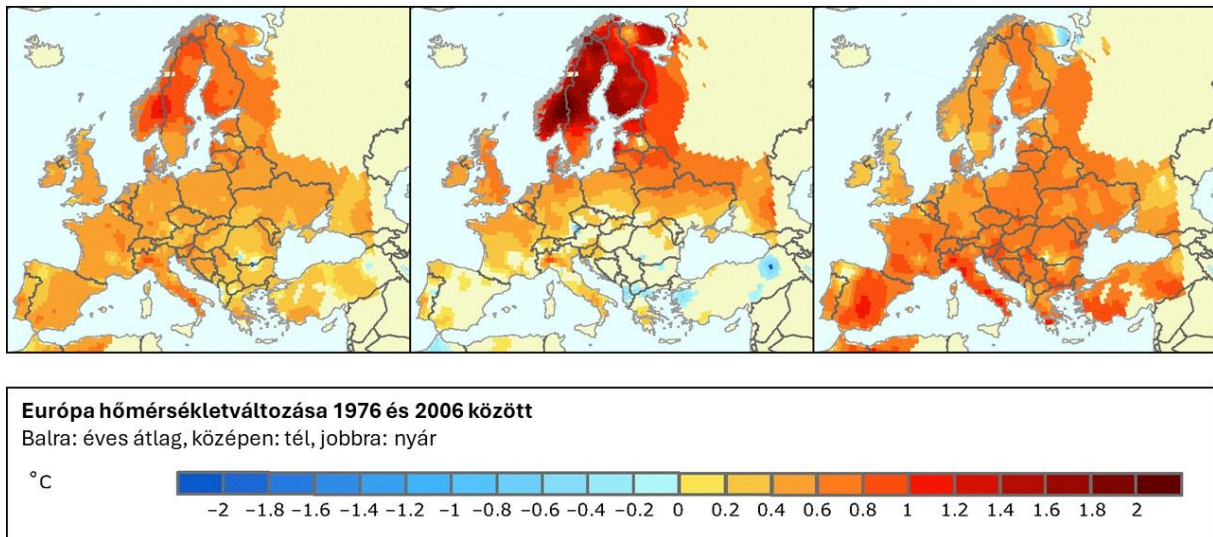 Európa hőmérsékletváltozása 1976 és 2006 között
Balra: éves átlag, középen: tél, jobbra: nyár
°C
−2 −1.8 −1.6 −1.4 −1.2 −1 −0.8 −0.6 −0.4 −0.2 0 0.2 0.4 0.6 0.8 1 1.2 1.4 1.6 1.8 2